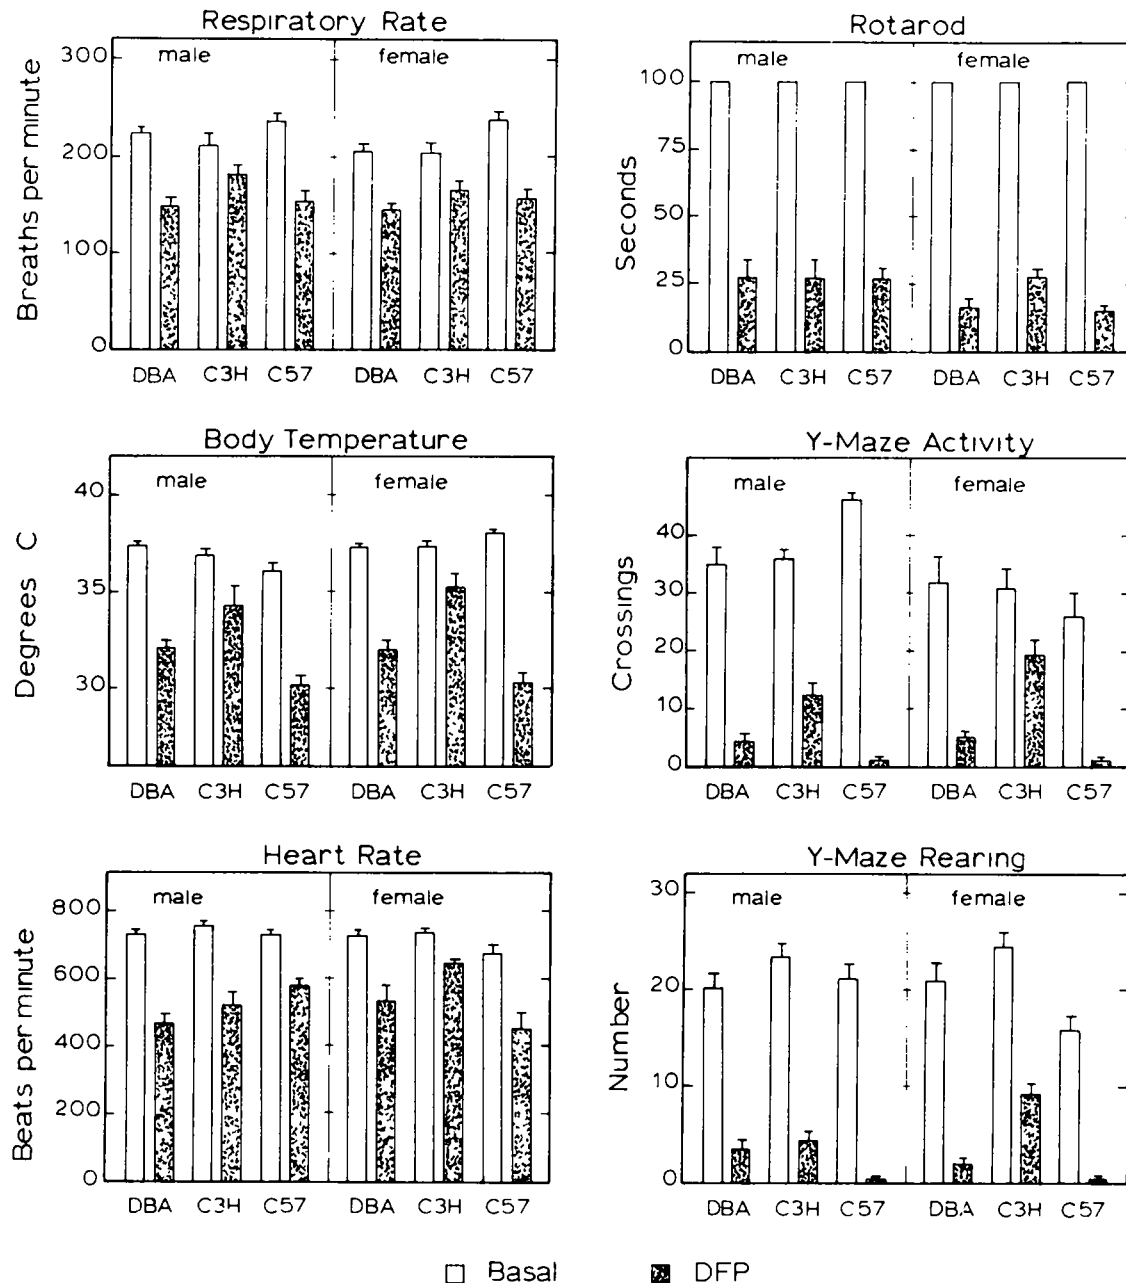 Respiratory Rate
Breaths per minute
300
200
100
0
male
female
DBA C3H C57 DBA C3H C57
Rotarod
Seconds
100
75
50
25
0
male
female
DBA C3H C57 DBA C3H C57
Body Temperature
Degrees C
40
35
30
male
female
DBA C3H C57 DBA C3H C57
Y-Maze Activity
Crossings
40
30
20
10
0
male
female
DBA C3H C57 DBA C3H C57
Heart Rate
Beats per minute
800
600
400
200
0
male
female
DBA C3H C57 DBA C3H C57
Y-Maze Rearing
Number
30
20
10
0
male
female
DBA C3H C57 DBA C3H C57
Basal DFP